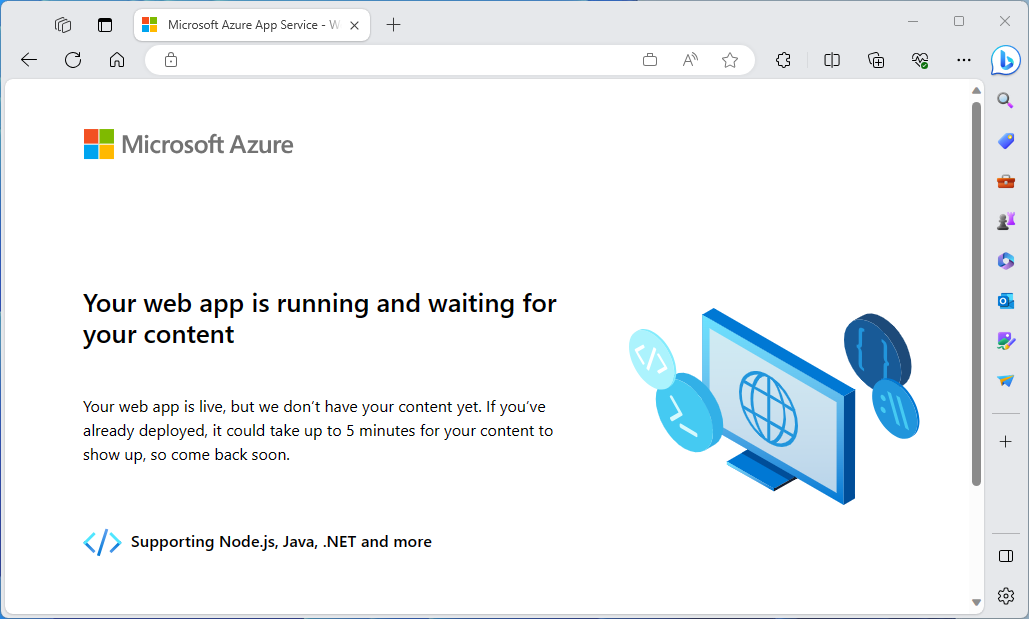 Microsoft Azure App Service - W
Microsoft Azure
Your web app is running and waiting for
your content
Your web app is live, but we don’t have your content yet. If you’ve
already deployed, it could take up to 5 minutes for your content to
show up, so come back soon.
Supporting Node.js, Java, .NET and more